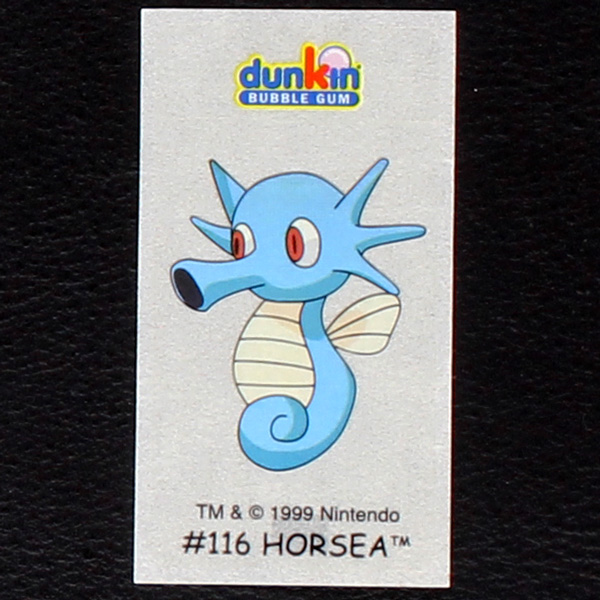 dunkin
BUBBLE GUM
TM & © 1999 Nintendo
#116 HORSEA™